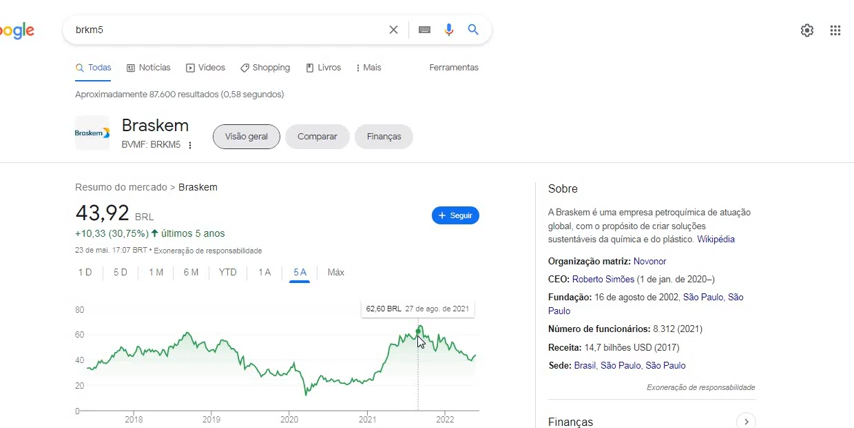 oogle
brkm5
Todas Notícias Vídeos Shopping Livros Mais Ferramentas
Aproximadamente 87.600 resultados (0,58 segundos)
Braskem
Braskem
BVMF: BRKM5
Visão geral Comparar Finanças
Resumo do mercado > Braskem
43,92 BRL
+ Seguir
+10,33 (30,75%) ↑ últimos 5 anos
23 de mai. 17:07 BRT • Exoneração de responsabilidade
1 D 5 D 1 M 6 M YTD 1 A 5 A Máx
62,60 BRL 27 de ago. de 2021
80
60
40
20
0
2018 2019 2020 2021 2022
Sobre
A Braskem é uma empresa petroquímica de atuação
global, com o propósito de criar soluções
sustentáveis da química e do plástico. Wikipédia
Organização matriz: Novonor
CEO: Roberto Simões (1 de jan. de 2020–)
Fundação: 16 de agosto de 2002, São Paulo, São
Paulo
Número de funcionários: 8.312 (2021)
Receita: 14,7 bilhões USD (2017)
Sede: Brasil, São Paulo, São Paulo
Exoneração de responsabilidade
Finanças